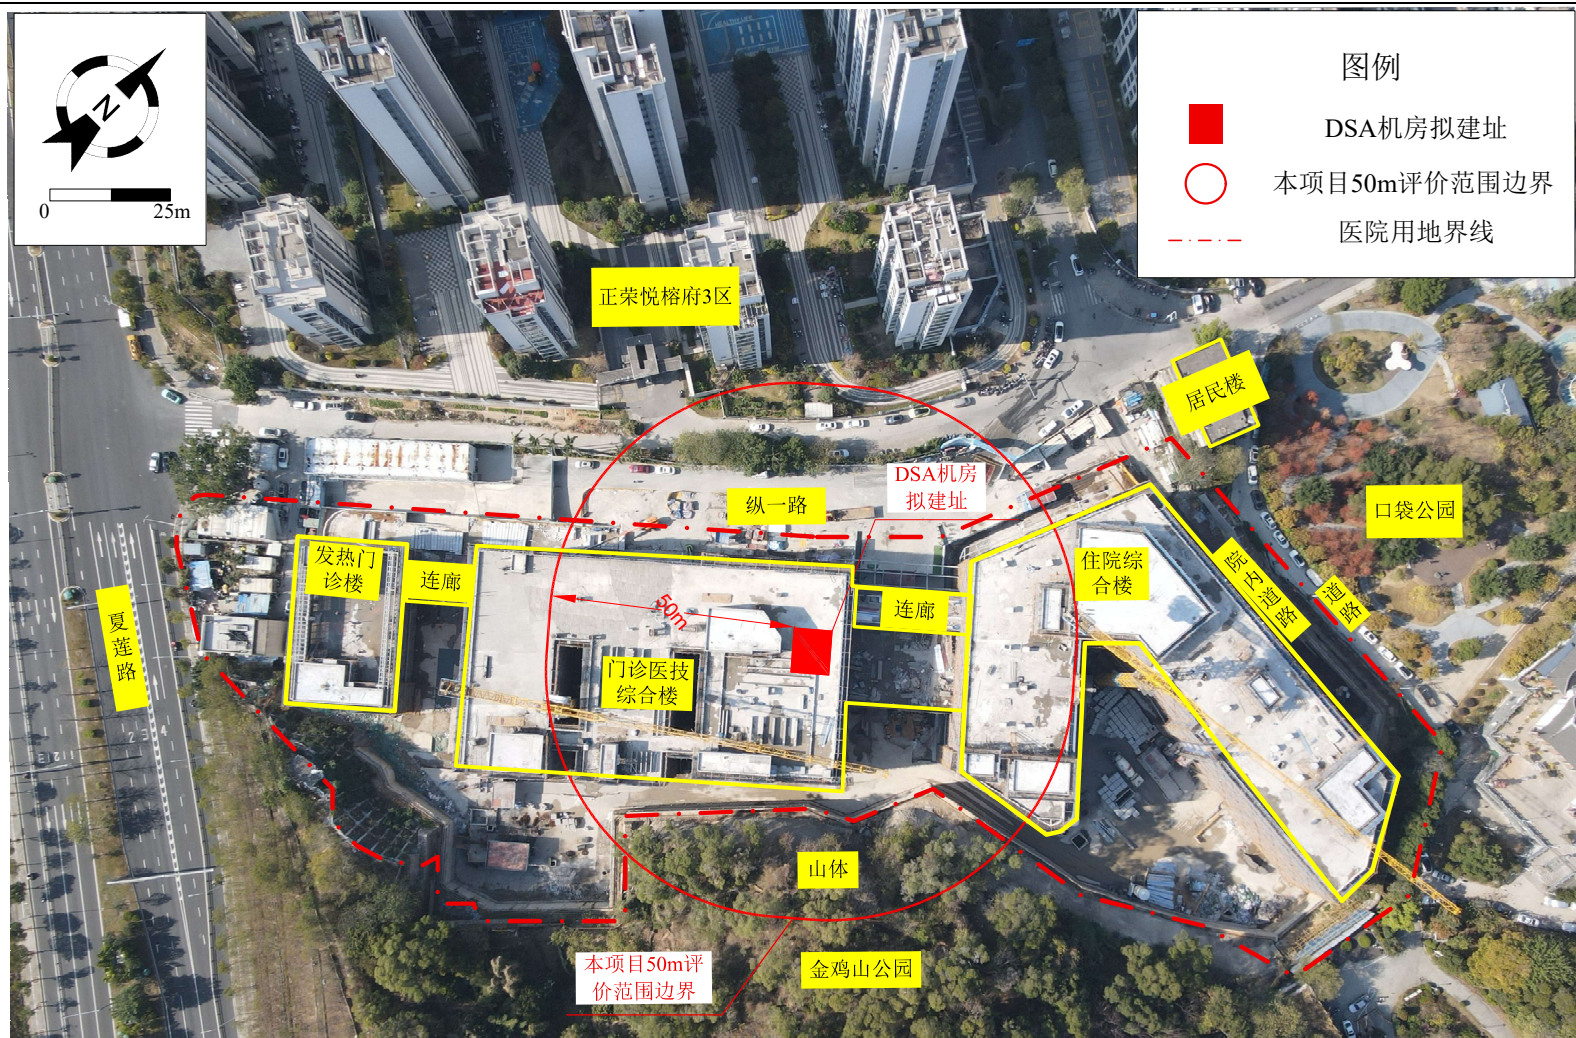 N
0
25m
图例
DSA机房拟建址
本项目50m评价范围边界
医院用地界线
正荣悦榕府3区
居民楼
DSA机房
拟建址
纵一路
口袋公园
发热门
诊楼
连廊
住院综
合楼
院内道路
道路
夏莲路
50m
连廊
门诊医技
综合楼
山体
本项目50m评
价范围边界
金鸡山公园